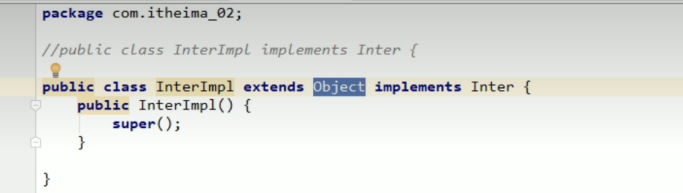 package com.itheima_02;
//public class InterImpl implements Inter {
public class InterImpl extends Object implements Inter {
public InterImpl() {
super();
}
}